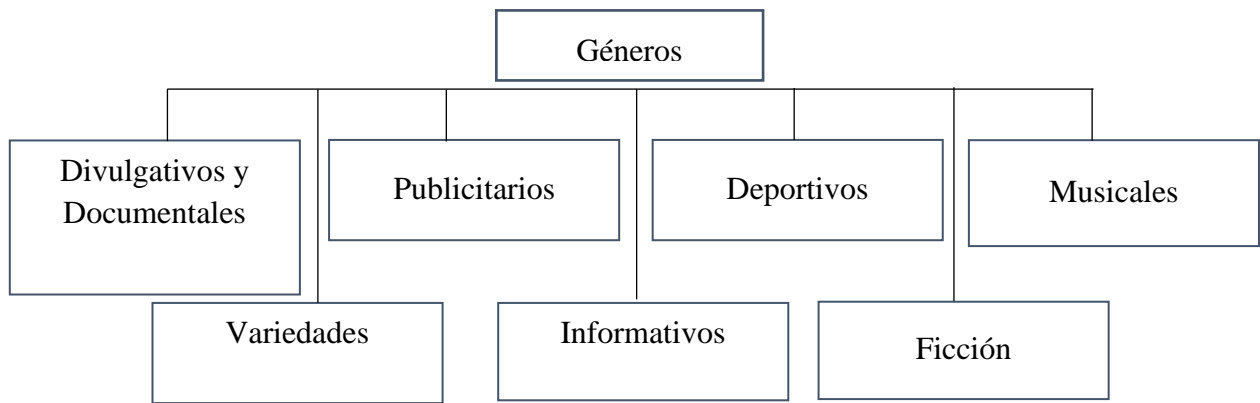 Géneros
Divulgativos y
Documentales
Publicitarios
Deportivos
Musicales
Variedades
Informativos
Ficción